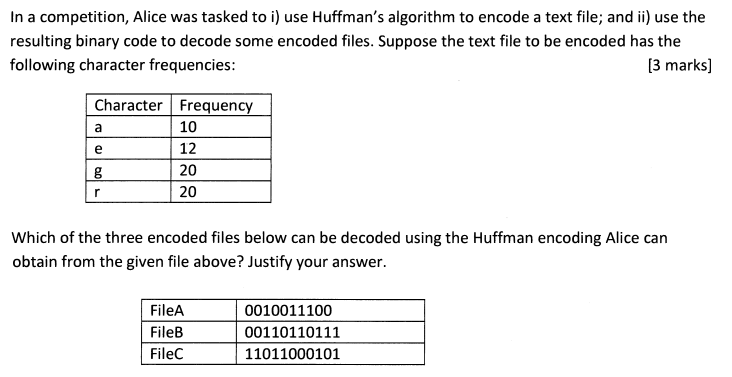 In a competition, Alice was tasked to i) use Huffman’s algorithm to encode a text file; and ii) use the
resulting binary code to decode some encoded files. Suppose the text file to be encoded has the
following character frequencies: [3 marks]
Character Frequency
a 10
e 12
g 20
r 20
Which of the three encoded files below can be decoded using the Huffman encoding Alice can
obtain from the given file above? Justify your answer.
FileA 0010011100
FileB 00110110111
FileC 11011000101